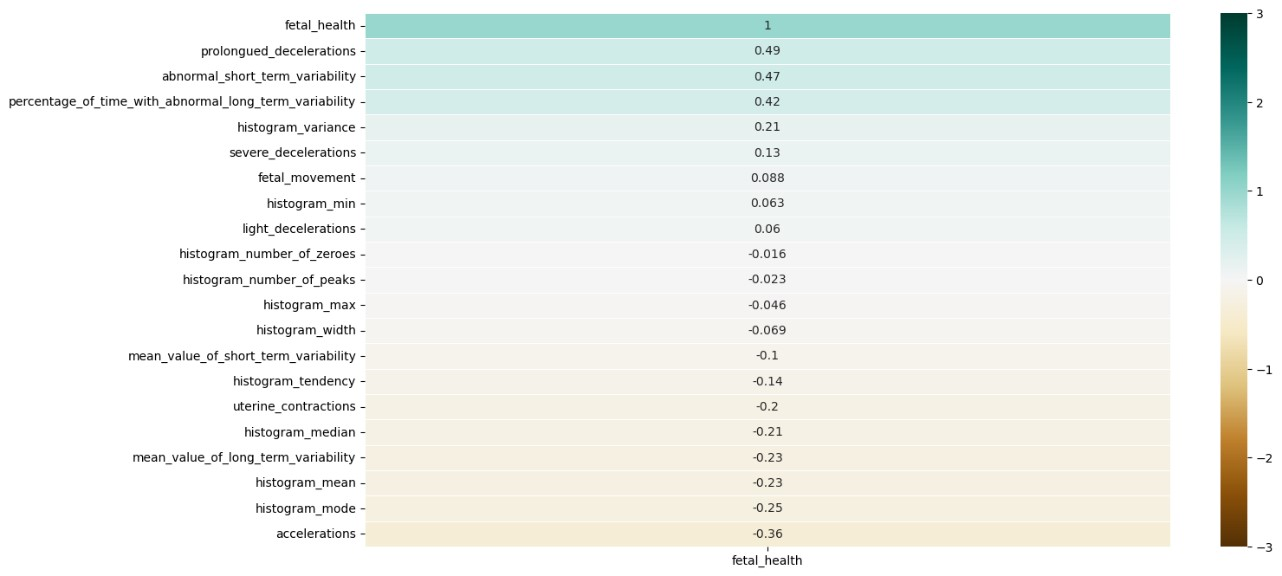 fetal_health 1
prolongued_decelerations 0.49
abnormal_short_term_variability 0.47
percentage_of_time_with_abnormal_long_term_variability 0.42
histogram_variance 0.21
severe_decelerations 0.13
fetal_movement 0.088
histogram_min 0.063
light_decelerations 0.06
histogram_number_of_zeroes -0.016
histogram_number_of_peaks -0.023
histogram_max -0.046
histogram_width -0.069
mean_value_of_short_term_variability -0.1
histogram_tendency -0.14
uterine_contractions -0.2
histogram_median -0.21
mean_value_of_long_term_variability -0.23
histogram_mean -0.23
histogram_mode -0.25
accelerations -0.36
fetal_health
3
2
1
0
−1
−2
−3